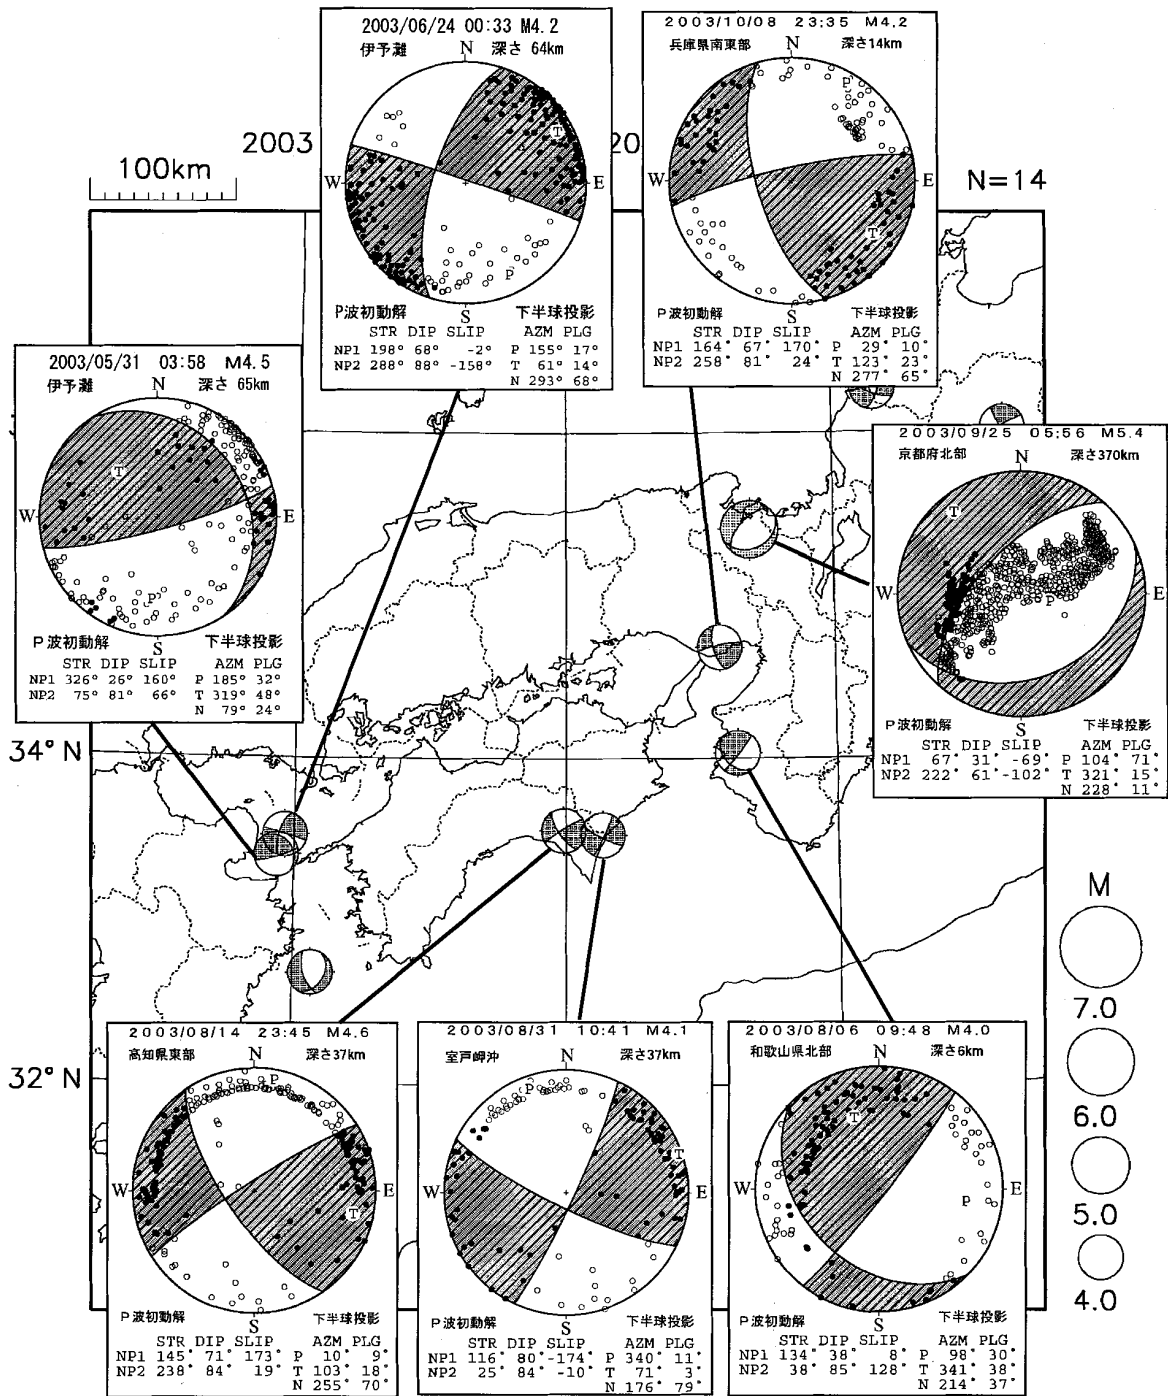 2003/06/24 00:33 M4.2
伊予灘 深さ 64km
N
T
W
E
P
S
P波初動解 下半球投影
STR DIP SLIP AZM PLG
NP1 198° 68° -2° P 155° 17°
NP2 288° 88° -158° T 61° 14°
N 293° 68°
2003/10/08 23:35 M4.2
兵庫県南東部 深さ14km
N
P
W
E
T
S
P波初動解 下半球投影
STR DIP SLIP AZM PLG
NP1 164° 67° 170° P 29° 10°
NP2 258° 81° 24° T 123° 23°
N 277° 65°
100km
2003
20
N=14
2003/05/31 03:58 M4.5
伊予灘 深さ 65km
N
T
W
E
P
S
P波初動解 下半球投影
STR DIP SLIP AZM PLG
NP1 326° 26° 160° P 185° 32°
NP2 75° 81° 66° T 319° 48°
N 79° 24°
2003/09/25 05:56 M5.4
京都府北部 深さ370km
N
T
W
E
P
S
P波初動解 下半球投影
STR DIP SLIP AZM PLG
NP1 67° 31° -69° P 104° 71°
NP2 222° 61° -102° T 321° 15°
N 228° 11°
34°N
32°N
M
7.0
6.0
5.0
4.0
2003/08/14 23:45 M4.6
高知県東部 深さ37km
N
P
W
E
T
S
P波初動解 下半球投影
STR DIP SLIP AZM PLG
NP1 145° 71° 173° P 10° 9°
NP2 238° 84° 19° T 103° 18°
N 255° 70°
2003/08/31 10:41 M4.1
室戸岬沖 深さ37km
N
P
T
W
E
S
P波初動解 下半球投影
STR DIP SLIP AZM PLG
NP1 116° 80° -174° P 340° 11°
NP2 25° 84° -10° T 71° 3°
N 176° 79°
2003/08/06 09:48 M4.0
和歌山県北部 深さ6km
N
T
W
E
P
S
P波初動解 下半球投影
STR DIP SLIP AZM PLG
NP1 134° 38° 8° P 98° 30°
NP2 38° 85° 128° T 341° 38°
N 214° 37°